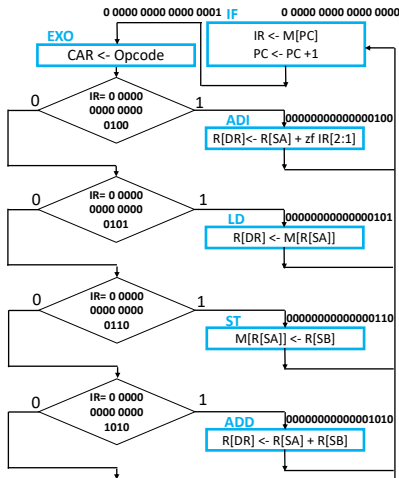 0 0000 0000 0000 0001 IF 0 0000 0000 0000 0000
EXO
IR <- M[PC]
PC <- PC +1
CAR <- Opcode
0
IR= 0 0000
0000 0000
0100
1
ADI 00000000000000100
R[DR]<- R[SA] + zf IR[2:1]
0
IR= 0 0000
0000 0000
0101
1
LD 00000000000000101
R[DR] <- M[R[SA]]
0
IR= 0 0000
0000 0000
0110
1
ST 00000000000000110
M[R[SA]] <- R[SB]
0
IR= 0 0000
0000 0000
1010
1
ADD 00000000000001010
R[DR] <- R[SA] + R[SB]